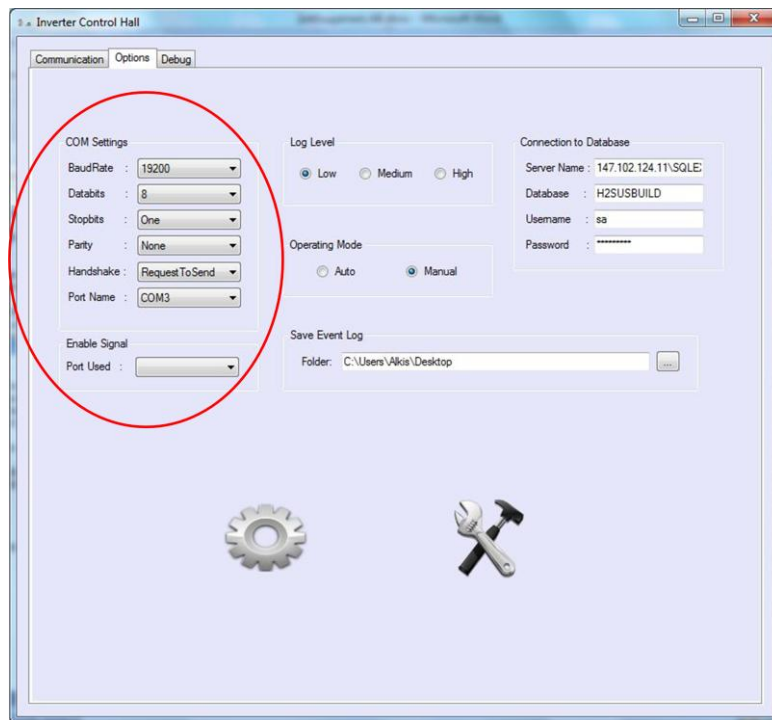 Inverter Control Hall
Communication Options Debug
COM Settings
BaudRate : 19200
Databits : 8
Stopbits : One
Parity : None
Handshake : RequestToSend
Port Name : COM3
Enable Signal
Port Used :
Log Level
Low Medium High
Operating Mode
Auto Manual
Save Event Log
Folder: C:\Users\Alkis\Desktop ...
Connection to Database
Server Name : 147.102.124.11\SQLE
Database : H2SUSBUILD
Username : sa
Password : *********